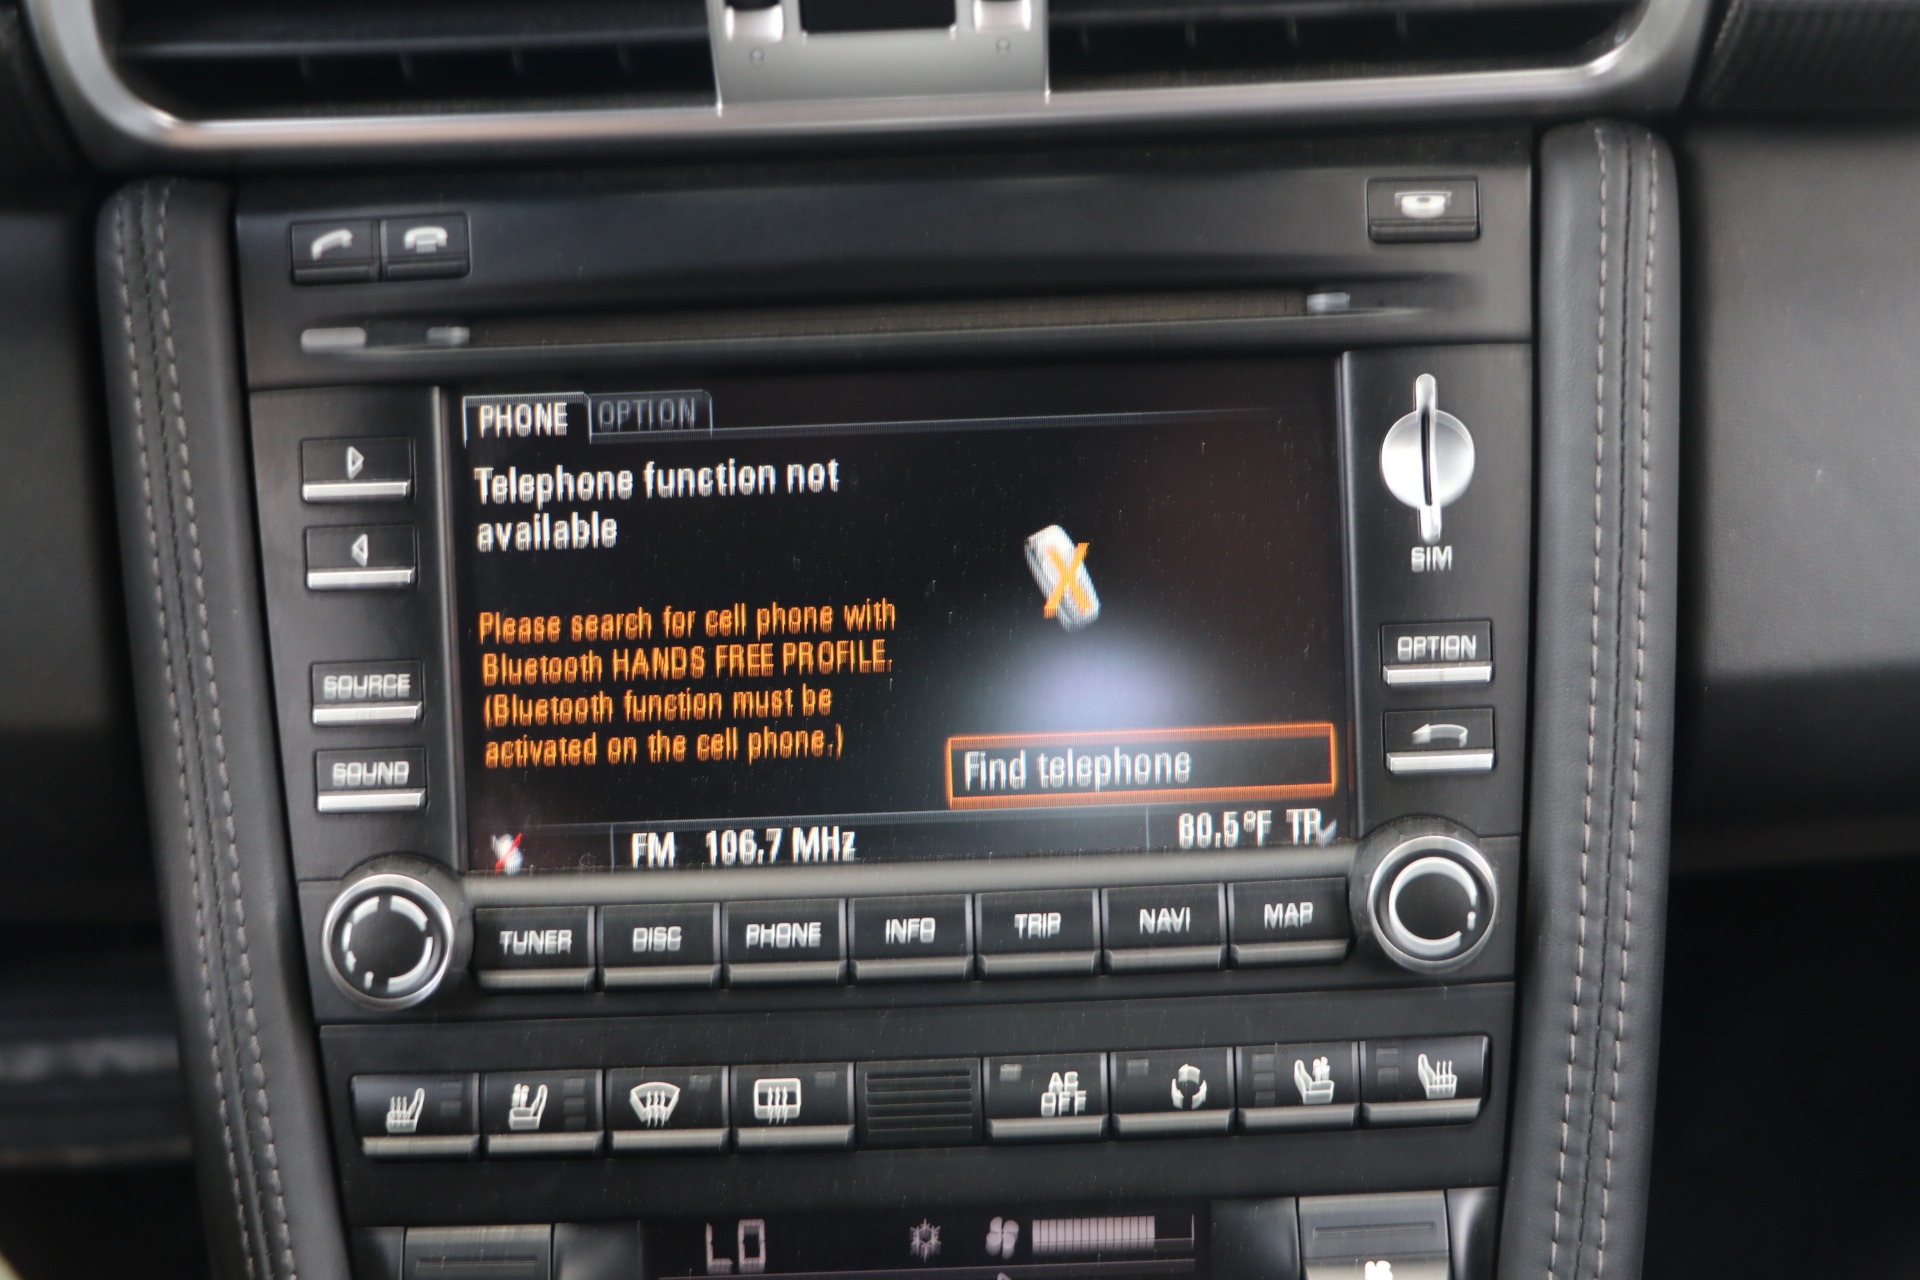 PHONE OPTION
Telephone function not
available
SIM
Please search for cell phone with
Bluetooth HANDS FREE PROFILE.
(Bluetooth function must be
activated on the cell phone.)
OPTION
SOURCE
SOUND
Find telephone
FM 106.7 MHz 80.5°F TR
TUNER DISC PHONE INFO TRIP NAVI MAP
AC
OFF
LO